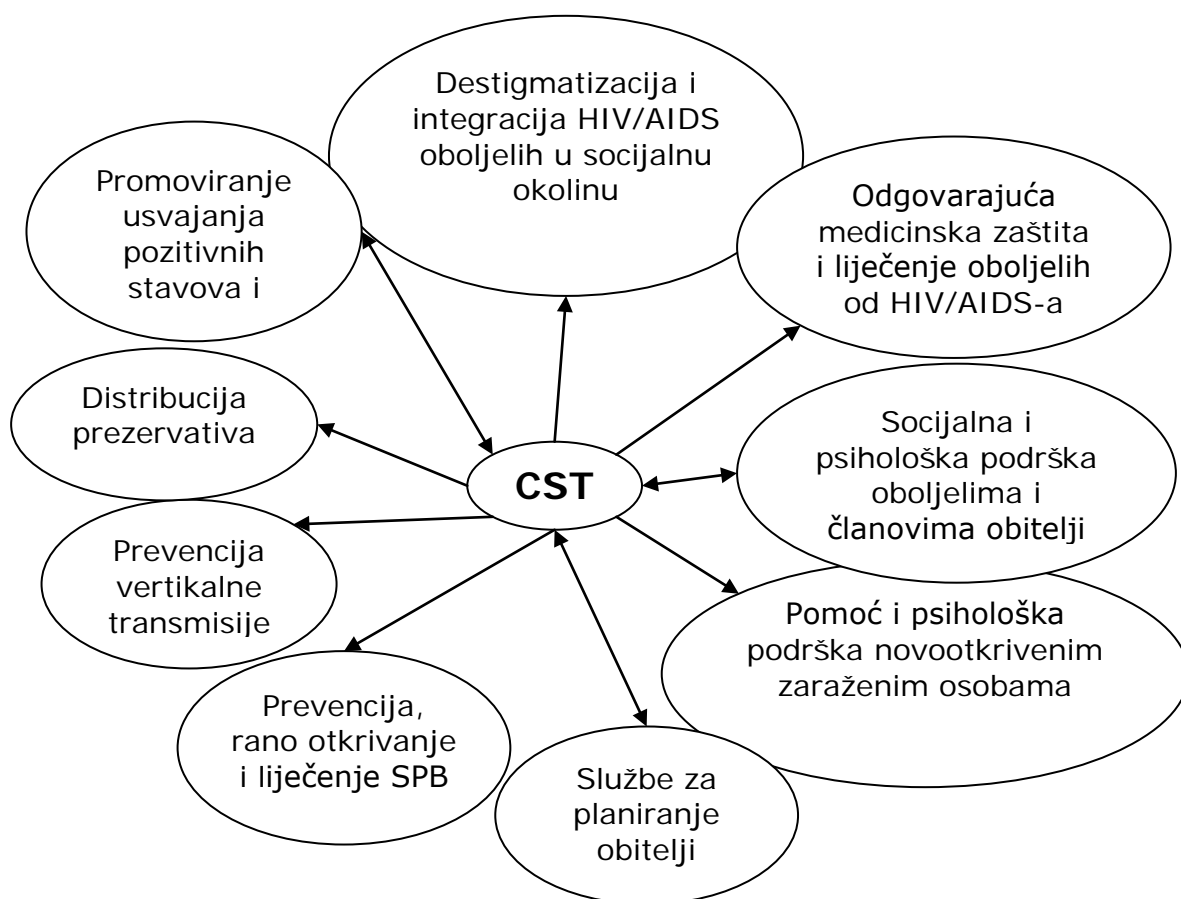 Destigmatizacija i
integracija HIV/AIDS
oboljelih u socijalnu
okolinu
Promoviranje
usvajanja
pozitivnih
stavova i
Odgovarajuća
medicinska zaštita
i liječenje oboljelih
od HIV/AIDS-a
Distribucija
prezervativa
CST
Socijalna i
psihološka podrška
oboljelima i
članovima obitelji
Prevencija
vertikalne
transmisije
Pomoć i psihološka
podrška novootkrivenim
zaraženim osobama
Prevencija,
rano otkrivanje
i liječenje SPB
Službe za
planiranje
obitelji